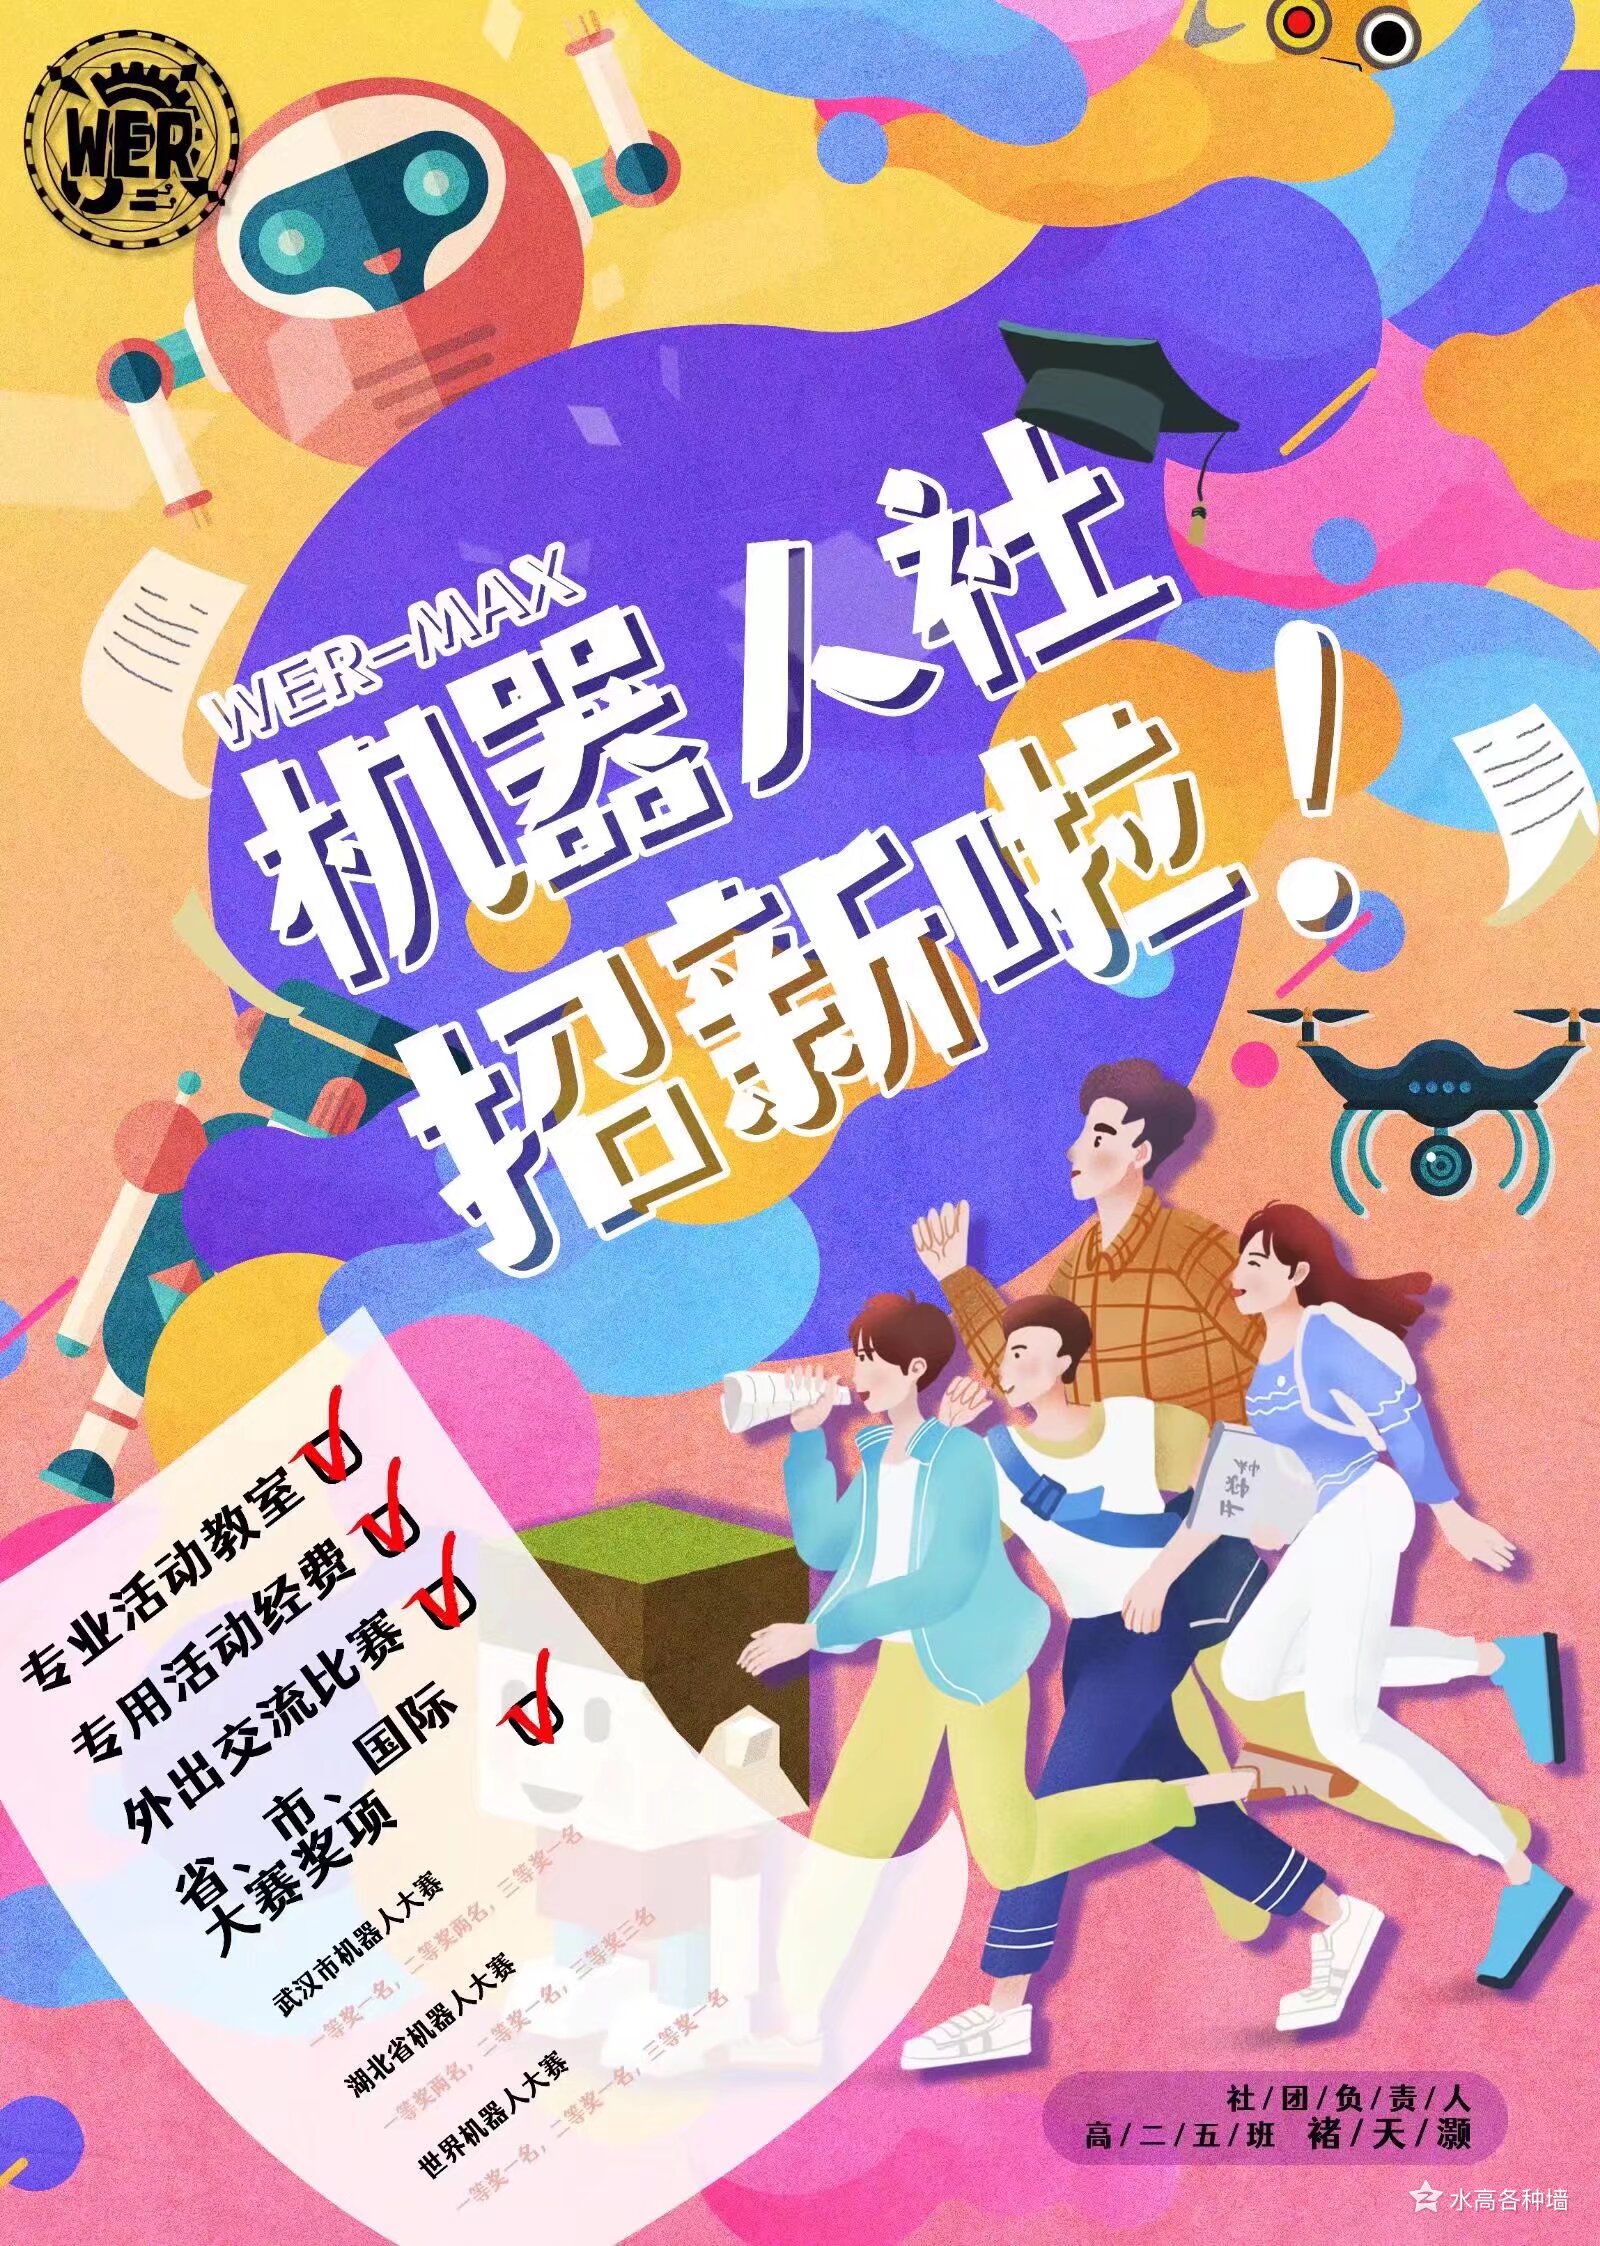 WER
WER-MAX
机器人社
招新啦！
专业活动教室
专用活动经费
外出交流比赛
省、市、国际
大赛奖项
武汉市机器人大赛
一等奖一名，二等奖两名，三等奖一名
湖北省机器人大赛
一等奖两名，二等奖一名，三等奖三名
世界机器人大赛
一等奖一名，二等奖一名，三等奖一名
社/团/负/责/人
高/二/五/班 褚/天/灏
水高各种墙